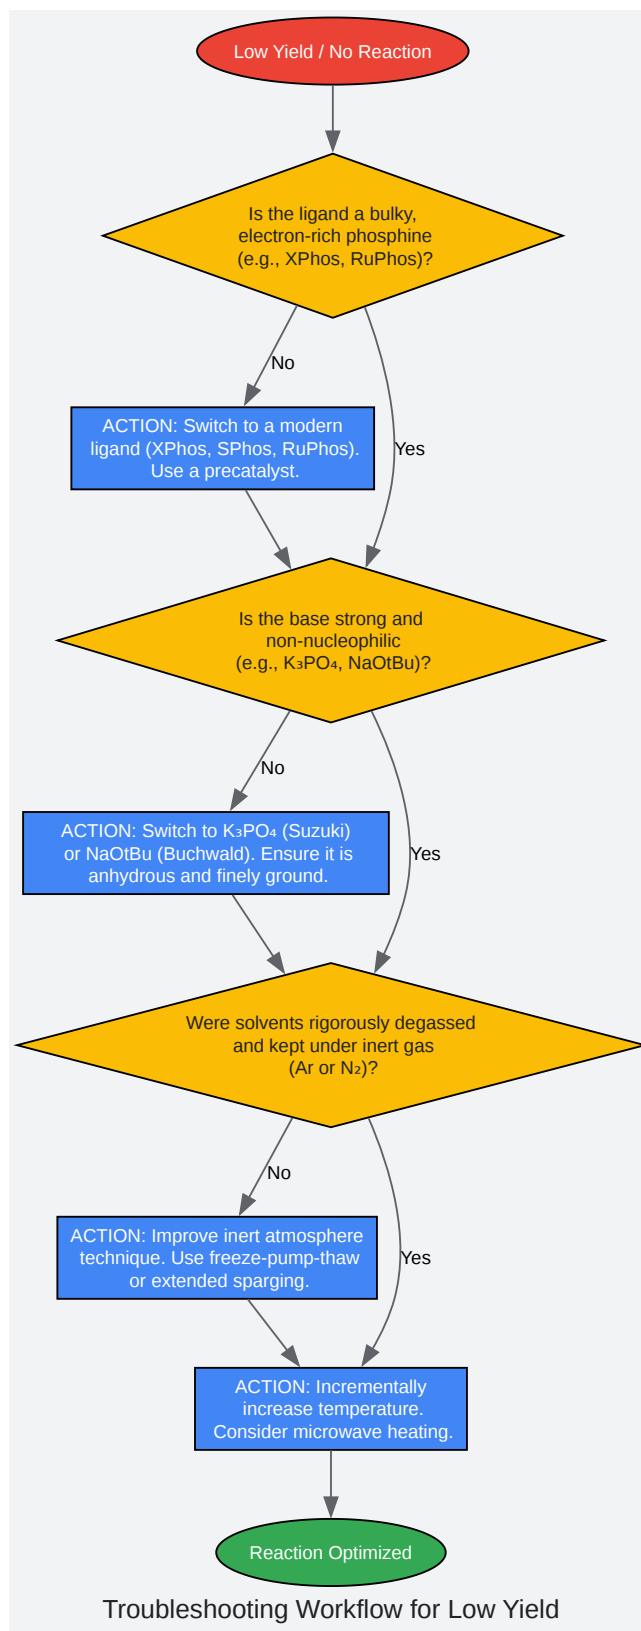 Low Yield / No Reaction
Is the ligand a bulky,
electron-rich phosphine
(e.g., XPhos, RuPhos)?
No
ACTION: Switch to a modern
ligand (XPhos, SPhos, RuPhos).
Use a precatalyst.
Yes
Is the base strong and
non-nucleophilic
(e.g., K₃PO₄, NaOtBu)?
No
ACTION: Switch to K₃PO₄ (Suzuki)
or NaOtBu (Buchwald). Ensure it is
anhydrous and finely ground.
Yes
Were solvents rigorously degassed
and kept under inert gas
(Ar or N₂)?
No
ACTION: Improve inert atmosphere
technique. Use freeze-pump-thaw
or extended sparging.
Yes
ACTION: Incrementally
increase temperature.
Consider microwave heating.
Reaction Optimized
Troubleshooting Workflow for Low Yield